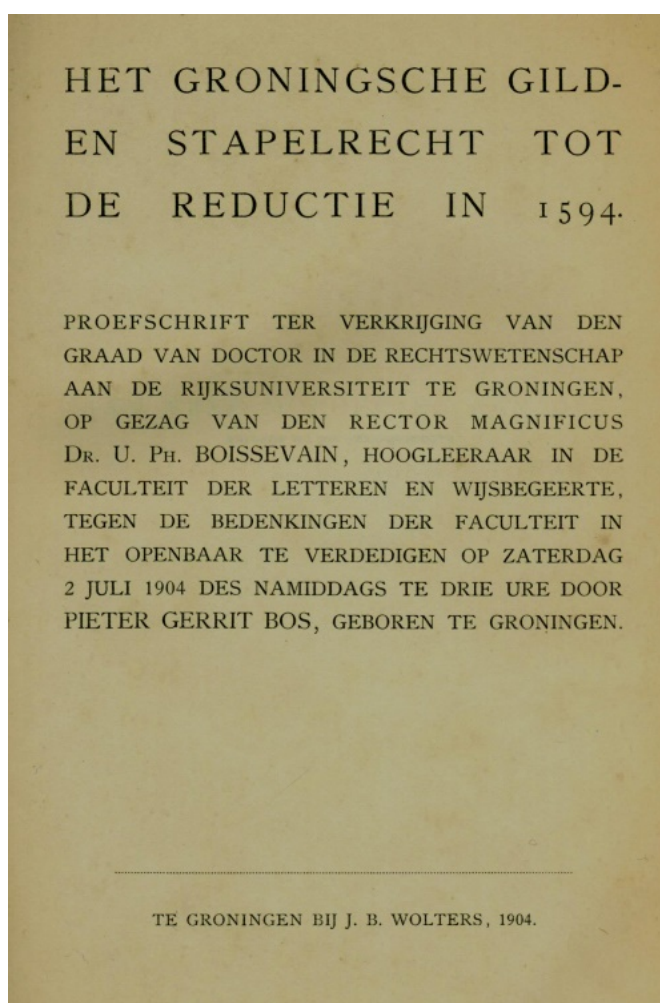 HET GRONINGSCHE GILD-
EN STAPELRECHT TOT
DE REDUCTIE IN 1594.
PROEFSCHRIFT TER VERKRIJGING VAN DEN
GRAAD VAN DOCTOR IN DE RECHTSWETENSCHAP
AAN DE RIJKSUNIVERSITEIT TE GRONINGEN,
OP GEZAG VAN DEN RECTOR MAGNIFICUS
DR. U. PH. BOISSEVAIN, HOOGLEERAAR IN DE
FACULTEIT DER LETTEREN EN WIJSBEGEERTE,
TEGEN DE BEDENKINGEN DER FACULTEIT IN
HET OPENBAAR TE VERDEDIGEN OP ZATERDAG
2 JULI 1904 DES NAMIDDAGS TE DRIE URE DOOR
PIETER GERRIT BOS, GEBOREN TE GRONINGEN.
TE GRONINGEN BIJ J. B. WOLTERS, 1904.